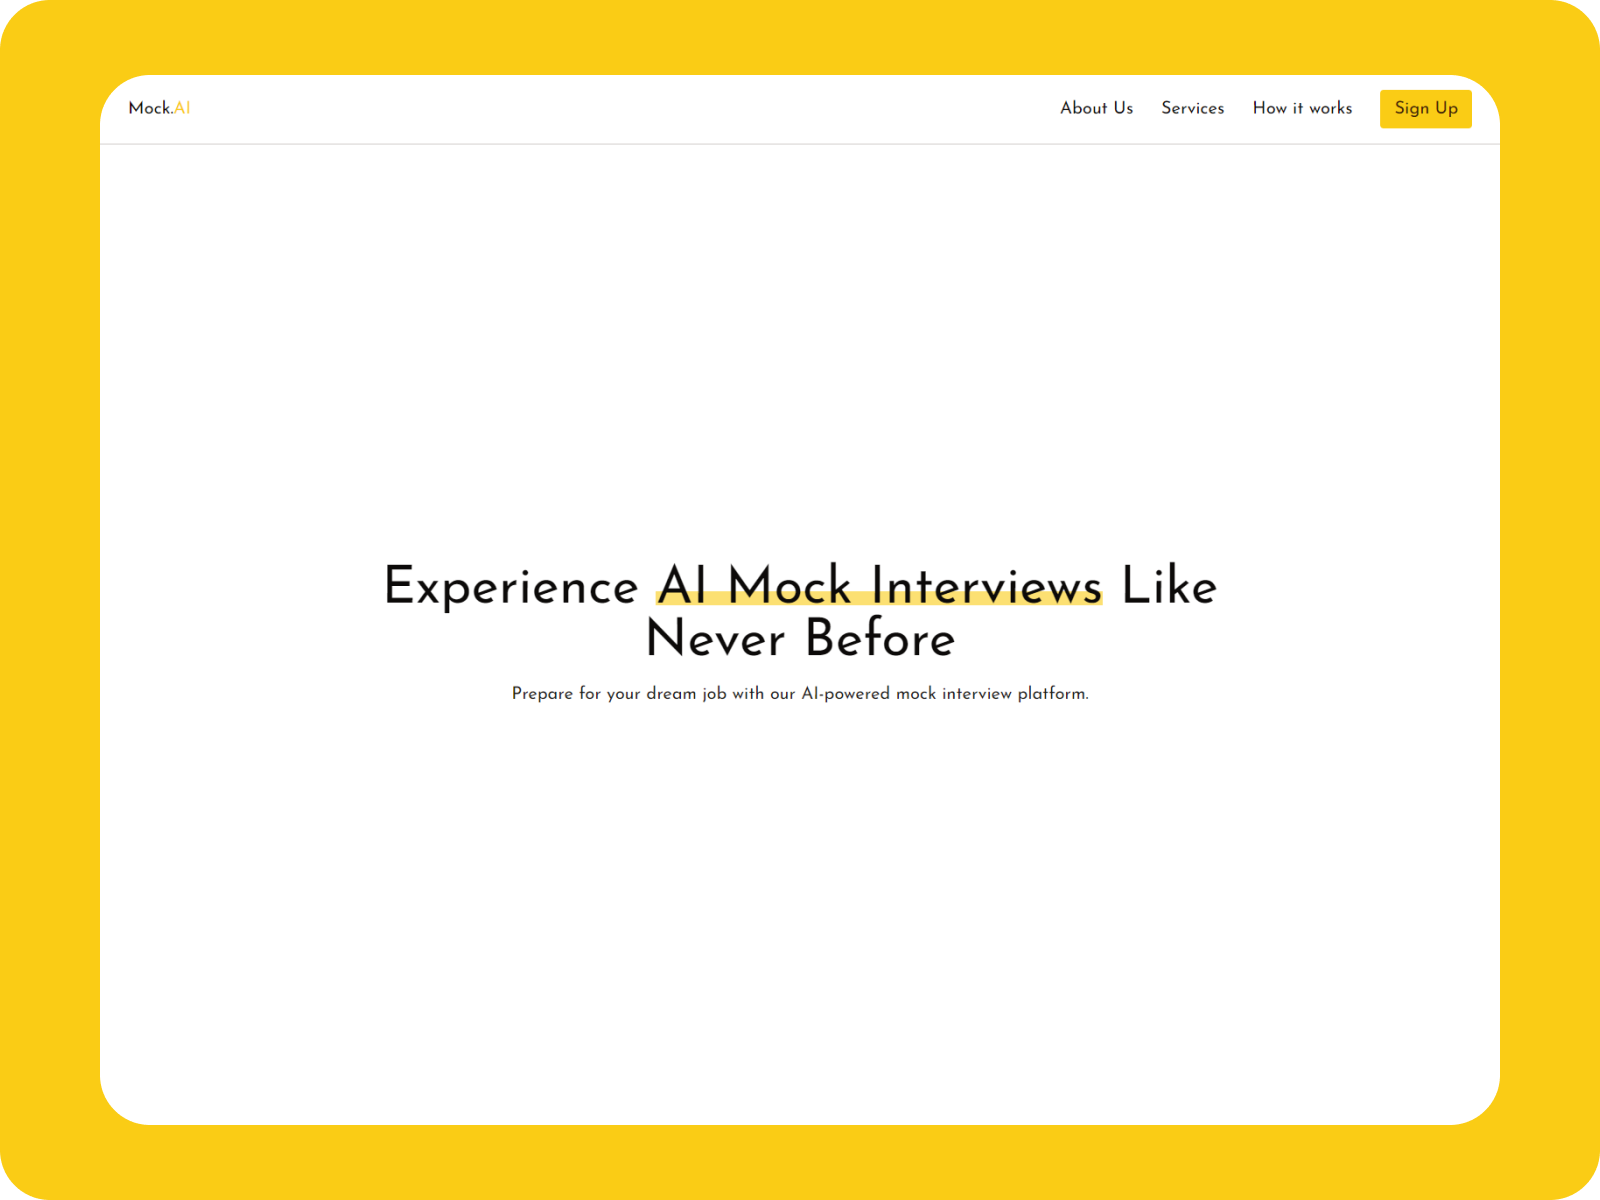 Mock.AI
About Us
Services
How it works
Sign Up
Experience AI Mock Interviews Like
Never Before
Prepare for your dream job with our AI-powered mock interview platform.